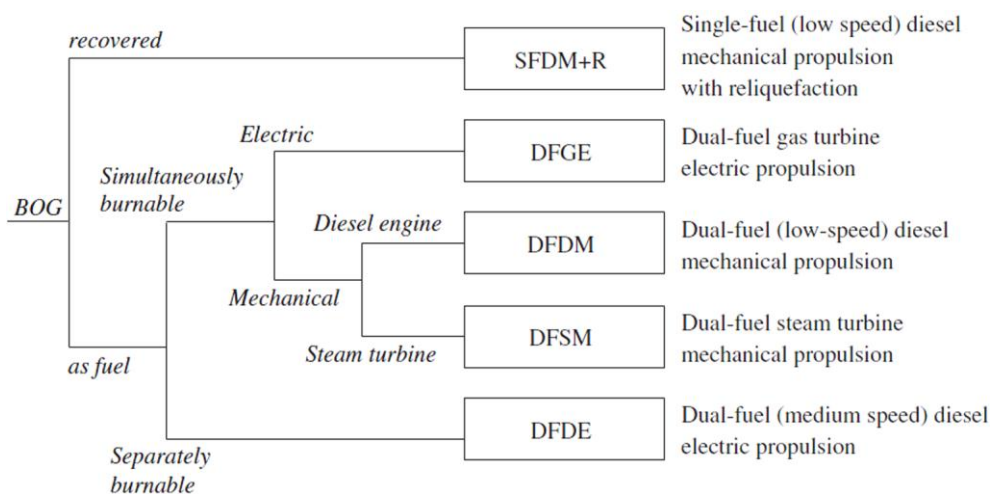 recovered
SFDM+R
Single-fuel (low speed) diesel
mechanical propulsion
with reliquefaction
Electric
DFGE
Dual-fuel gas turbine
electric propulsion
Simultaneously
burnable
BOG
Diesel engine
DFDM
Dual-fuel (low-speed) diesel
mechanical propulsion
Mechanical
Steam turbine
DFSM
Dual-fuel steam turbine
mechanical propulsion
as fuel
DFDE
Dual-fuel (medium speed) diesel
electric propulsion
Separately
burnable